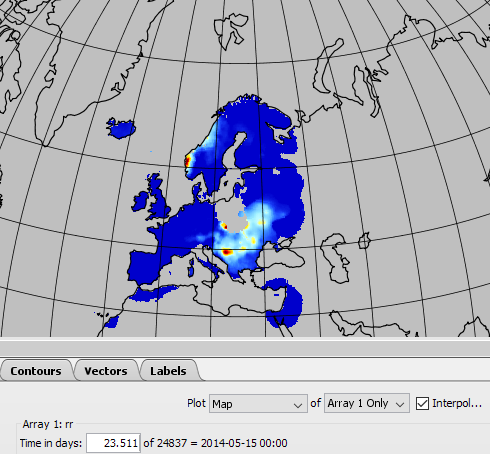 Contours Vectors Labels
Plot Map of Array 1 Only Interpol...
Array 1: rr
Time in days: 23.511 of 24837 = 2014-05-15 00:00